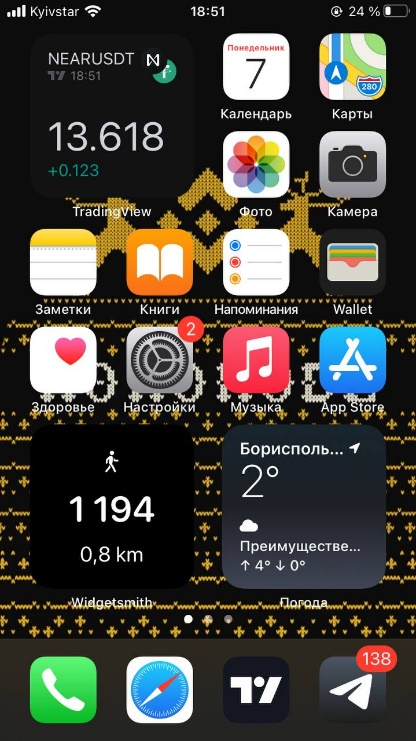 Kyivstar
18:51
24 %
NEARUSDT
18:51
13.618
+0.123
TradingView
Понедельник
7
Календарь
280
Карты
Фото
Камера
Заметки
Книги
Напоминания
Wallet
Здоровье
2
Настройки
Музыка
App Store
1 194
0,8 km
Widgetsmith
Борисполь...
2°
Преимуществе...
↑ 4° ↓ 0°
Погода
138